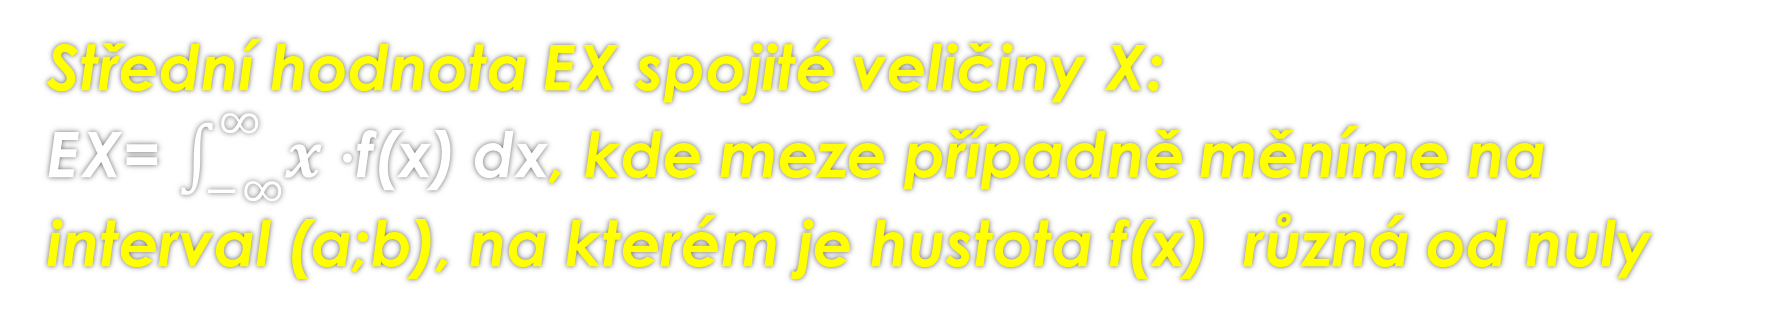 Střední hodnota EX spojité veličiny X:
EX= ∫_{-∞}^{∞} x ·f(x) dx, kde meze případně měníme na
interval (a;b), na kterém je hustota f(x) různá od nuly